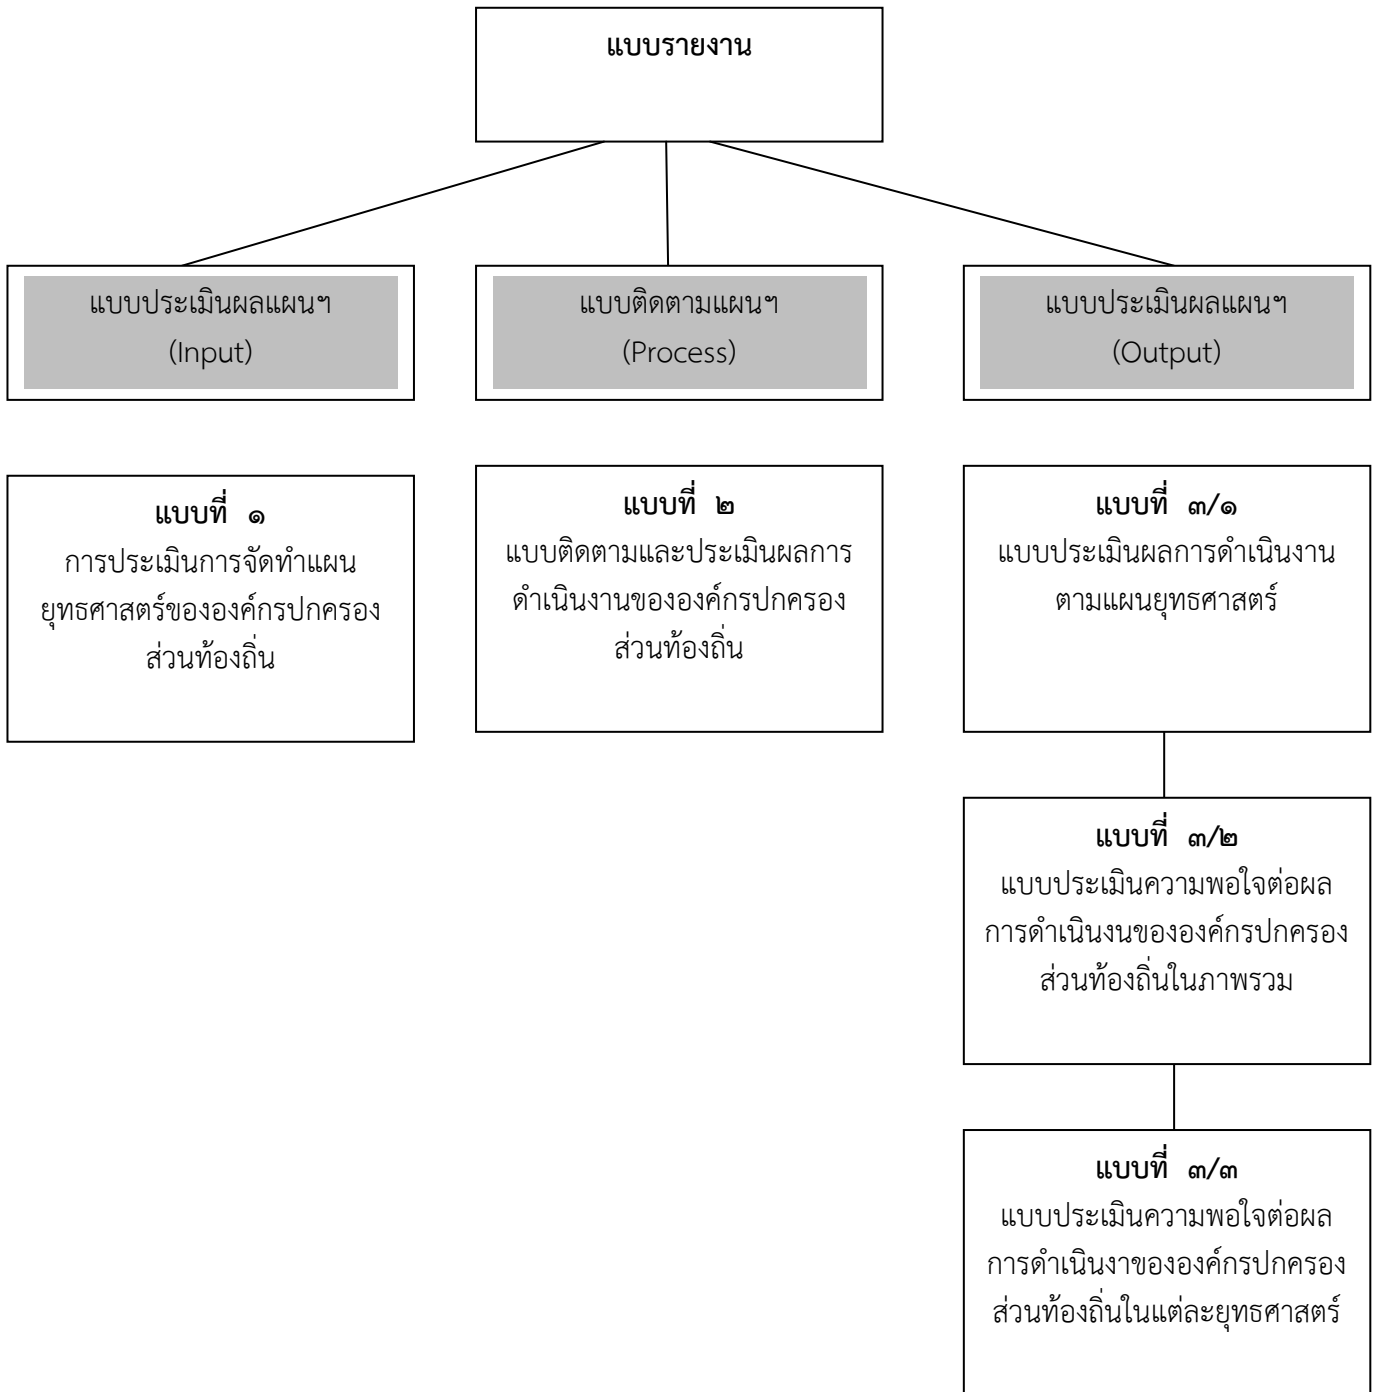 แบบรายงาน
แบบประเมินผลแผนฯ
(Input)
แบบติดตามแผนฯ
(Process)
แบบประเมินผลแผนฯ
(Output)
แบบที่ ๑
การประเมินการจัดทำแผน
ยุทธศาสตร์ขององค์กรปกครอง
ส่วนท้องถิ่น
แบบที่ ๒
แบบติดตามและประเมินผลการ
ดำเนินงานขององค์กรปกครอง
ส่วนท้องถิ่น
แบบที่ ๓/๑
แบบประเมินผลการดำเนินงาน
ตามแผนยุทธศาสตร์
แบบที่ ๓/๒
แบบประเมินความพอใจต่อผล
การดำเนินงนขององค์กรปกครอง
ส่วนท้องถิ่นในภาพรวม
แบบที่ ๓/๓
แบบประเมินความพอใจต่อผล
การดำเนินงาขององค์กรปกครอง
ส่วนท้องถิ่นในแต่ละยุทธศาสตร์